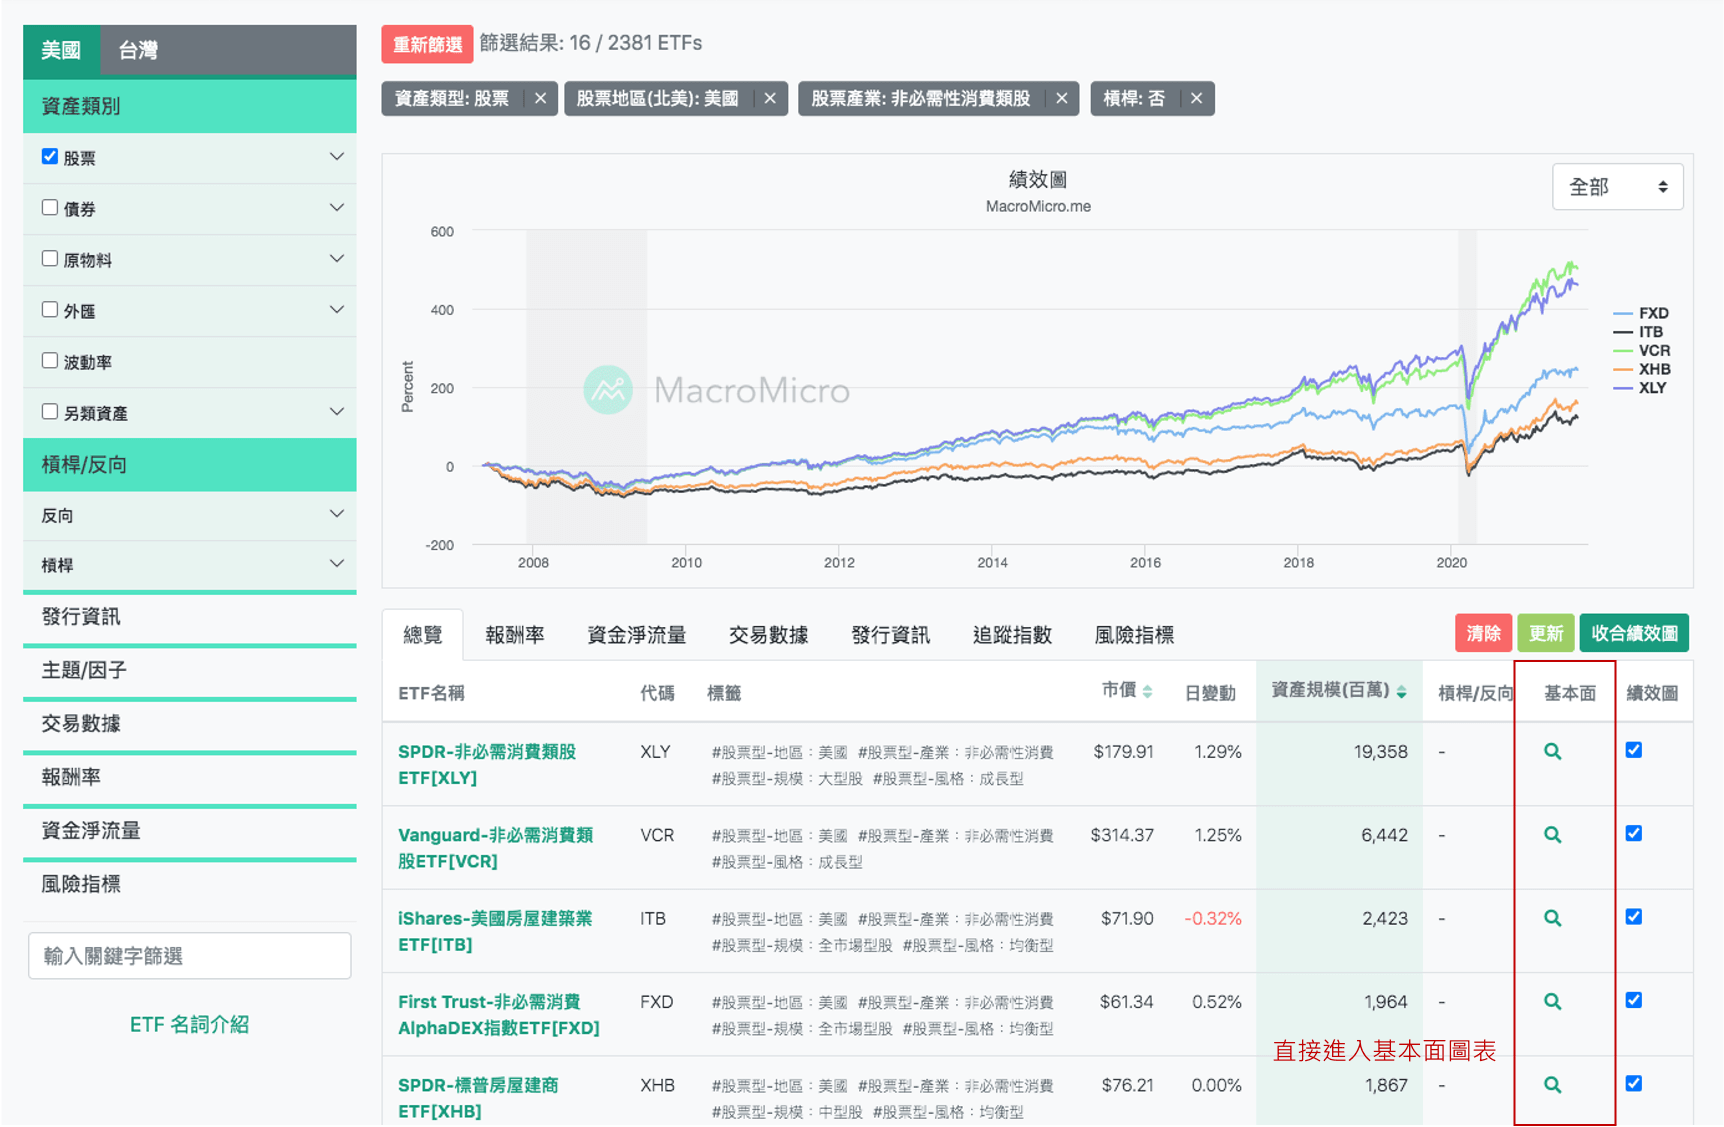 美國 台灣
資產類別
股票
債券
原物料
外匯
波動率
另類資產
槓桿/反向
反向
槓桿
發行資訊
主題/因子
交易數據
報酬率
資金淨流量
風險指標
輸入關鍵字篩選
ETF 名詞介紹
重新篩選 篩選結果: 16 / 2381 ETFs
資產類型: 股票 × 股票地區(北美): 美國 × 股票產業: 非必需性消費類股 × 槓桿: 否 ×
績效圖
MacroMicro.me
全部
Percent
600
400
200
0
-200
2008 2010 2012 2014 2016 2018 2020
MacroMicro
FXD
ITB
VCR
XHB
XLY
總覽 報酬率 資金淨流量 交易數據 發行資訊 追蹤指數 風險指標 清除 更新 收合績效圖
ETF名稱 代碼 標籤 市價 日變動 資產規模(百萬) 槓桿/反向 基本面 績效圖
SPDR-非必需消費類股 XLY #股票型-地區：美國 #股票型-產業：非必需性消費 $179.91 1.29% 19,358 -
ETF[XLY] #股票型-規模：大型股 #股票型-風格：成長型
Vanguard-非必需消費類 VCR #股票型-地區：美國 #股票型-產業：非必需性消費 $314.37 1.25% 6,442 -
股ETF[VCR] #股票型-風格：成長型
iShares-美國房屋建築業 ITB #股票型-地區：美國 #股票型-產業：非必需性消費 $71.90 -0.32% 2,423 -
ETF[ITB] #股票型-規模：全市場型股 #股票型-風格：均衡型
First Trust-非必需消費 FXD #股票型-地區：美國 #股票型-產業：非必需性消費 $61.34 0.52% 1,964 -
AlphaDEX指數ETF[FXD] #股票型-規模：全市場型股 #股票型-風格：均衡型
直接進入基本面圖表
SPDR-標普房屋建商 XHB #股票型-地區：美國 #股票型-產業：非必需性消費 $76.21 0.00% 1,867 -
ETF[XHB] #股票型-規模：中型股 #股票型-風格：均衡型